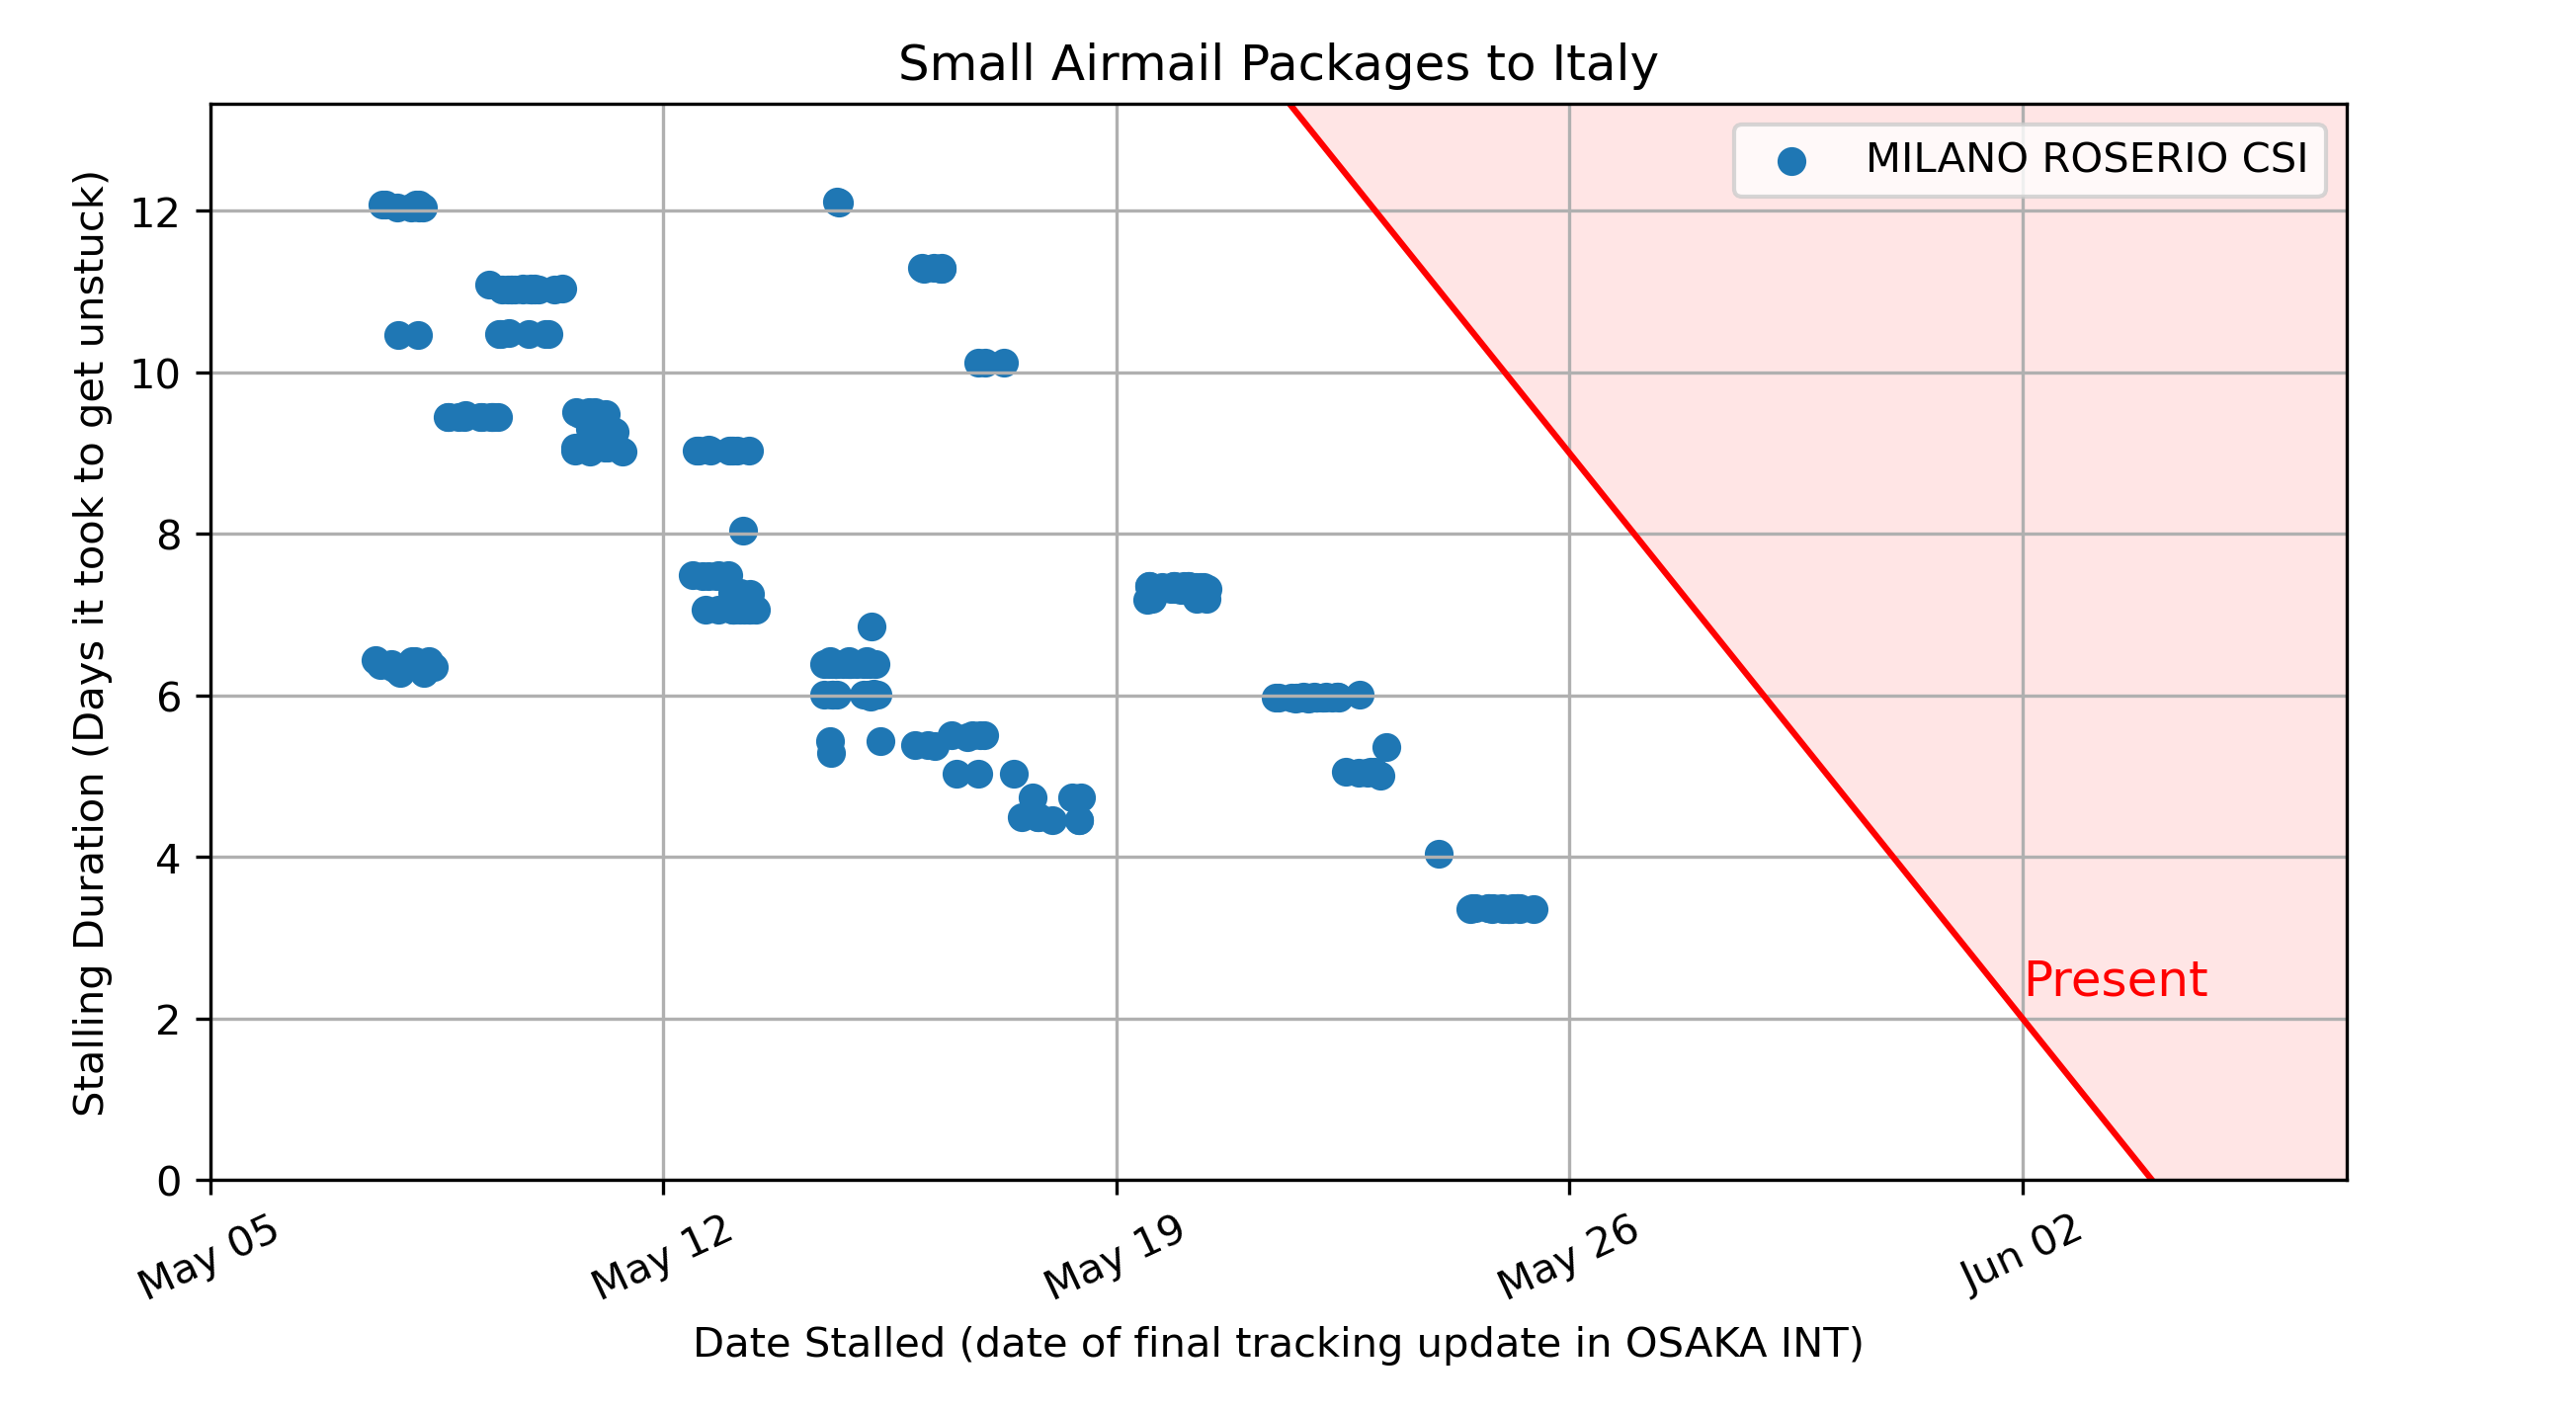 Small Airmail Packages to Italy
MILANO ROSERIO CSI
Stalling Duration (Days it took to get unstuck)
12
10
8
6
4
2
0
Present
May 05
May 12
May 19
May 26
Jun 02
Date Stalled (date of final tracking update in OSAKA INT)